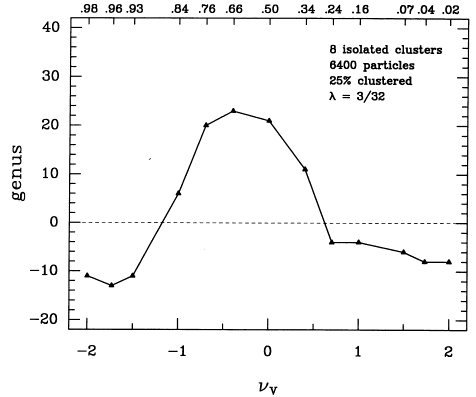 .98 .96 .93 .84 .76 .66 .50 .34 .24 .16 .07 .04 .02
40
8 isolated clusters
6400 particles
25% clustered
λ = 3/32
20
genus
10
0
−10
−20
−2 −1 0 1 2
νV